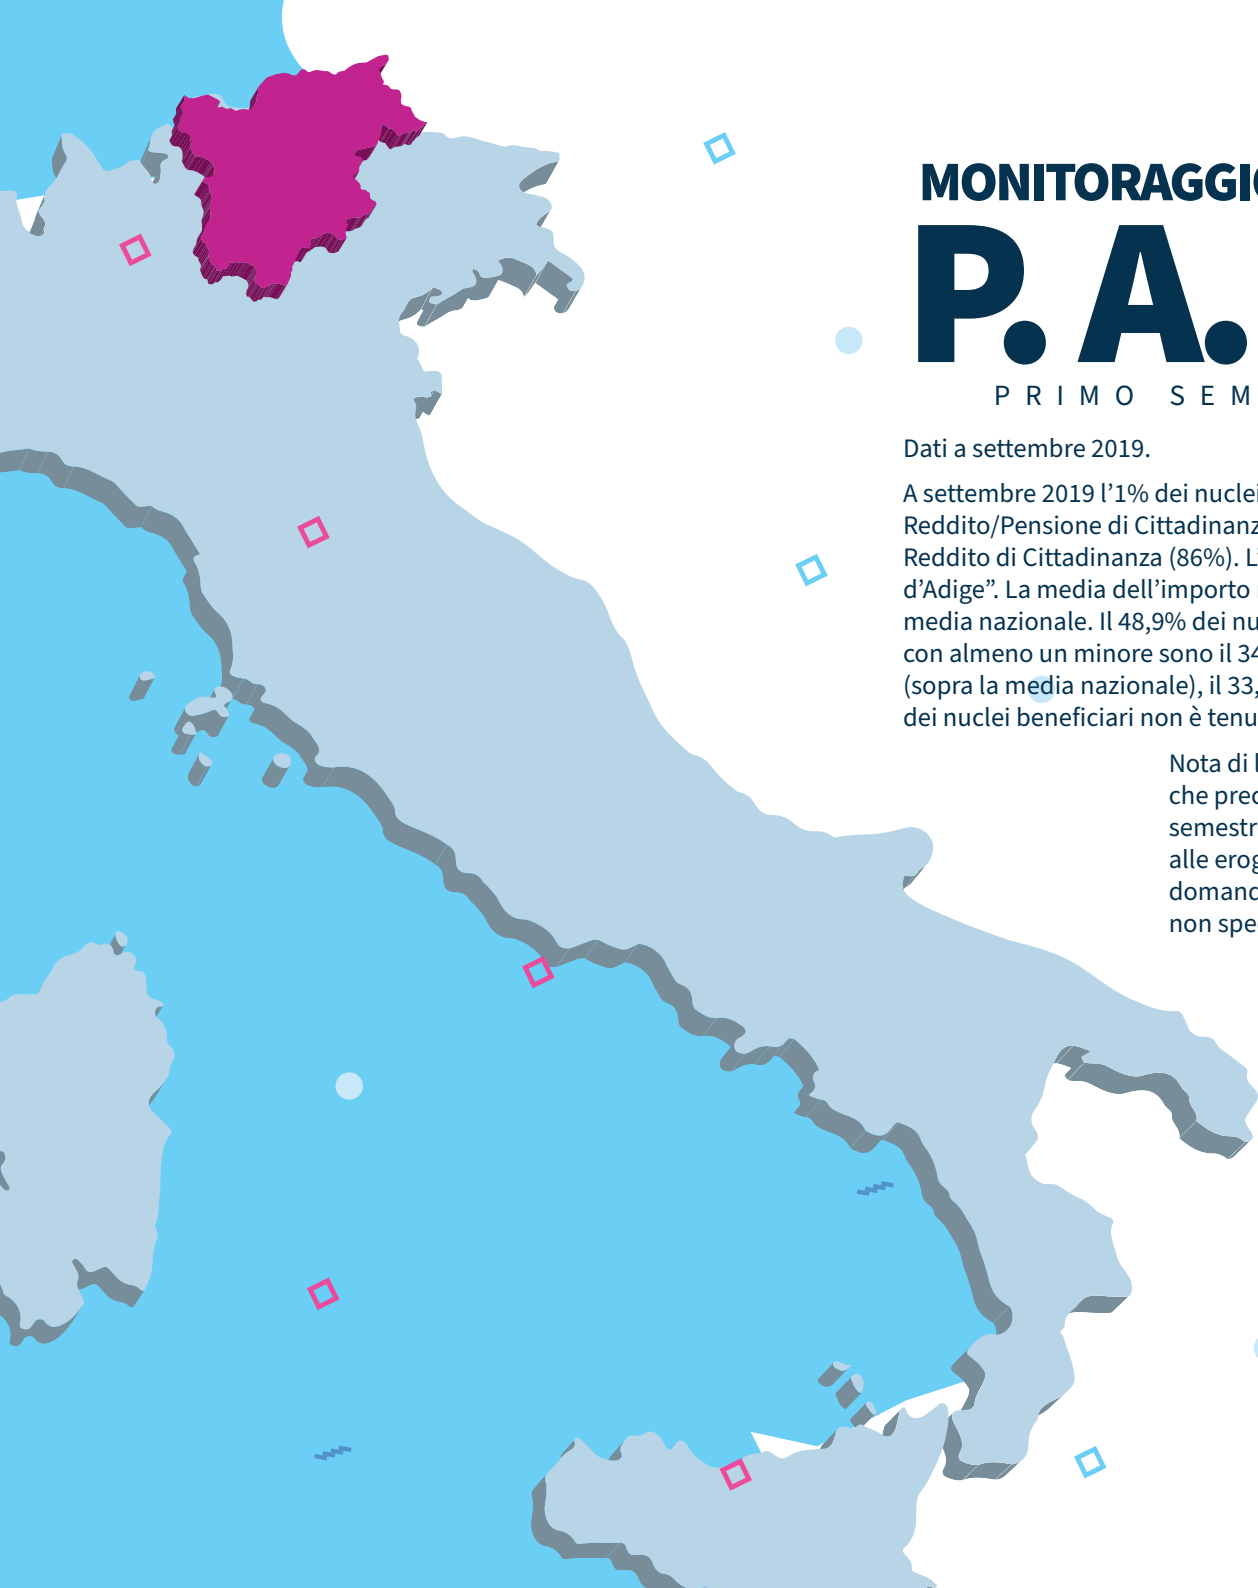 MONITORAGGIO
P. A.
PRIMO SEM
Dati a settembre 2019.
A settembre 2019 l’1% dei nuclei
Reddito/Pensione di Cittadinanz
Reddito di Cittadinanza (86%). L’
d’Adige”. La media dell’importo
media nazionale. Il 48,9% dei nu
con almeno un minore sono il 34
(sopra la media nazionale), il 33,
dei nuclei beneficiari non è tenu
Nota di l
che prec
semestr
alle erog
domand
non spe